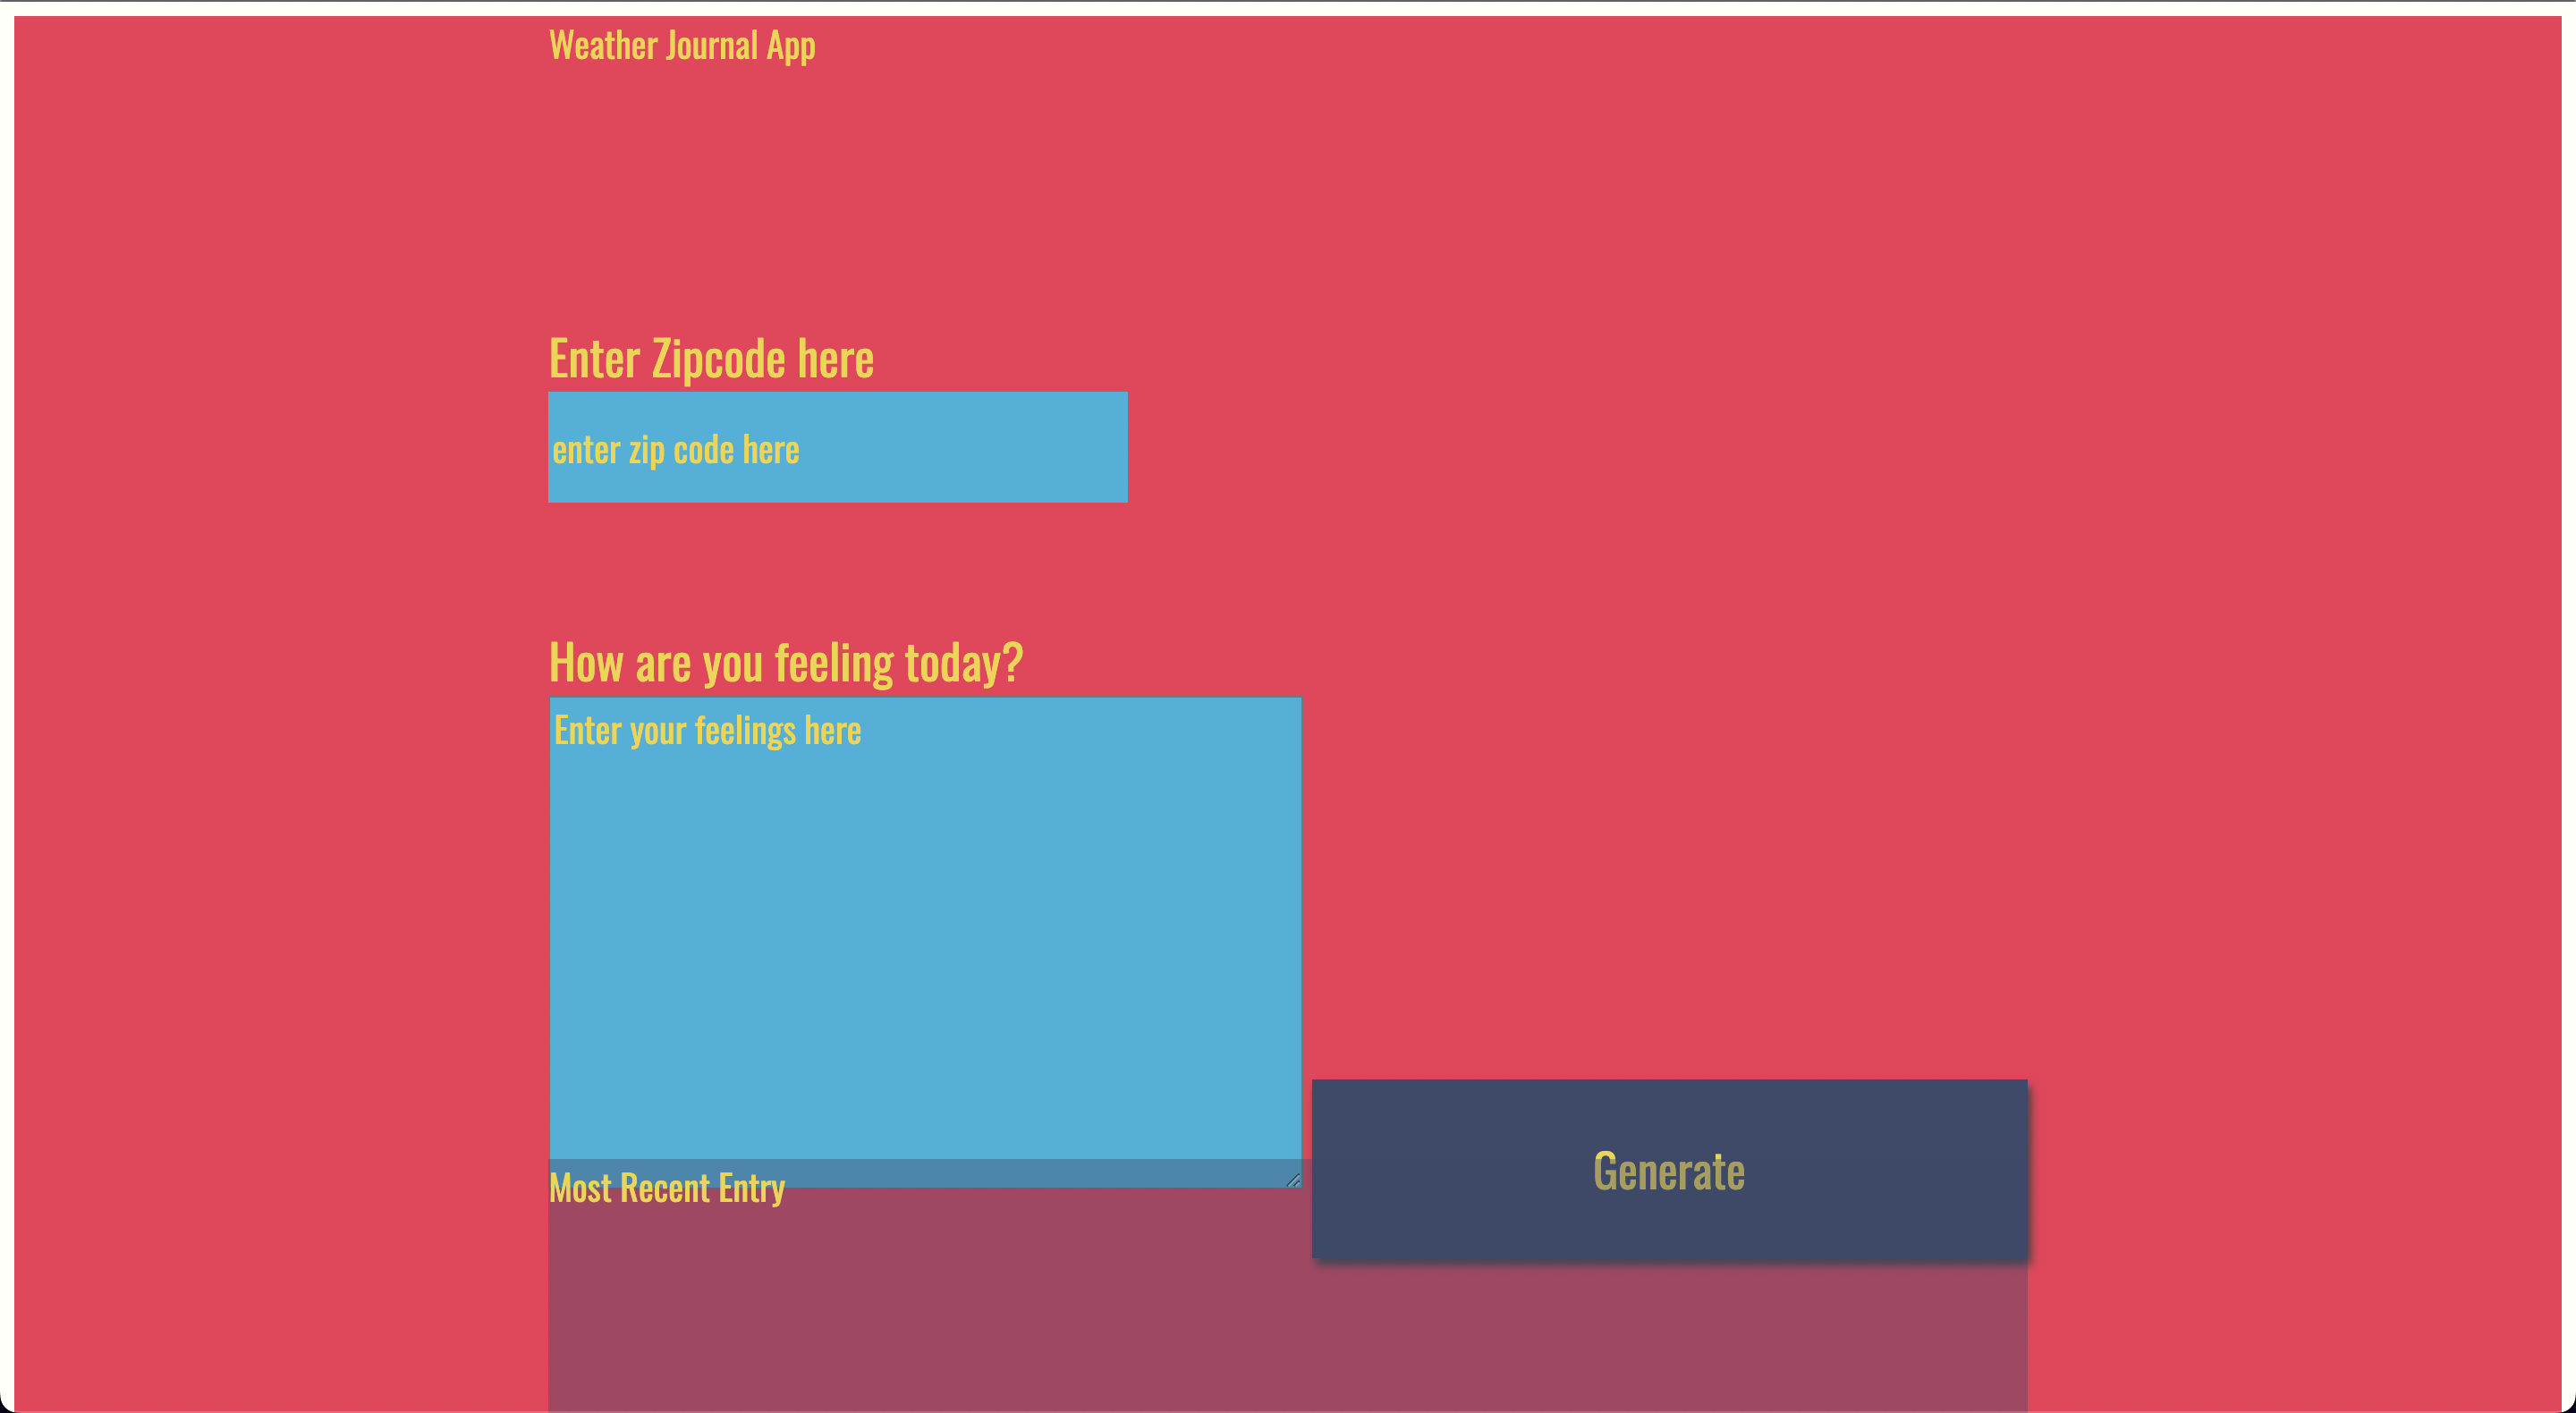 Weather Journal App
Enter Zipcode here
enter zip code here
How are you feeling today?
Enter your feelings here
Generate
Most Recent Entry